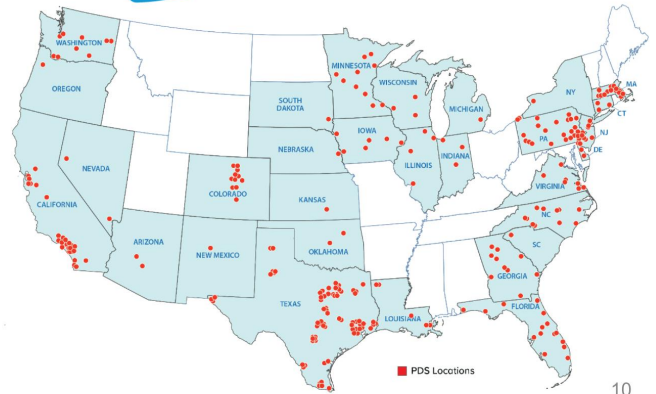 WASHINGTON
OREGON
NEVADA
CALIFORNIA
ARIZONA
COLORADO
NEW MEXICO
SOUTH
DAKOTA
NEBRASKA
KANSAS
OKLAHOMA
TEXAS
MINNESOTA
WISCONSIN
IOWA
ILLINOIS
MICHIGAN
INDIANA
LOUISIANA
NY
MA
CT
NJ
PA
DE
VIRGINIA
NC
SC
GEORGIA
FLORIDA
PDS Locations
10